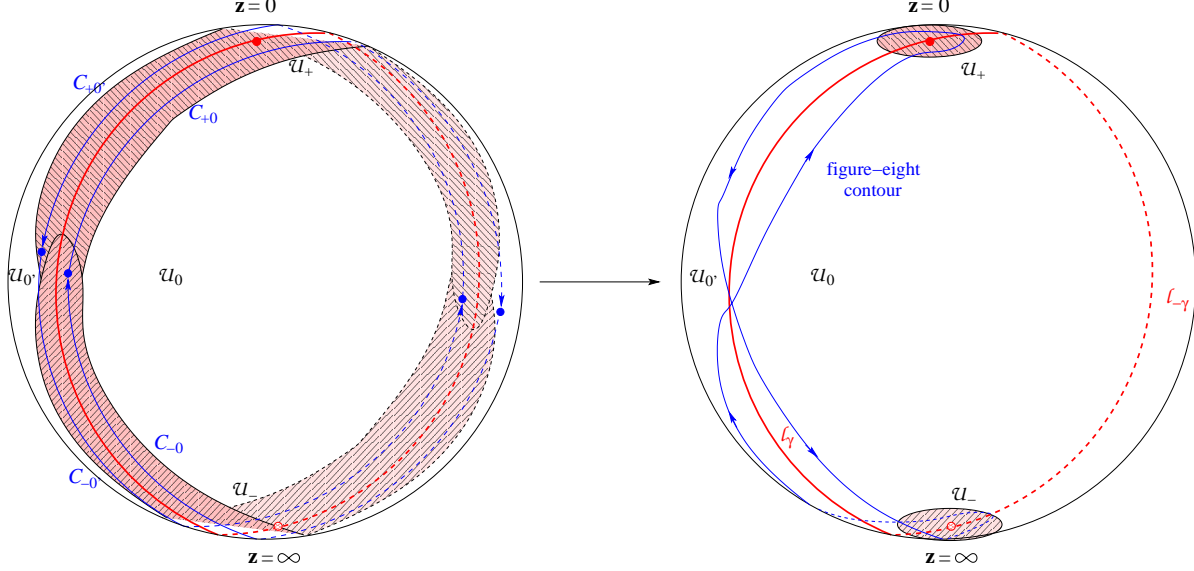 z = 0
𝒰₊
C₊₀'
C₊₀
𝒰₀'
𝒰₀
C₋₀
C₋₀'
𝒰₋
z = ∞
z = 0
𝒰₊
figure−eight
contour
𝒰₀'
𝒰₀
ℓ₋γ
ℓγ
𝒰₋
z = ∞